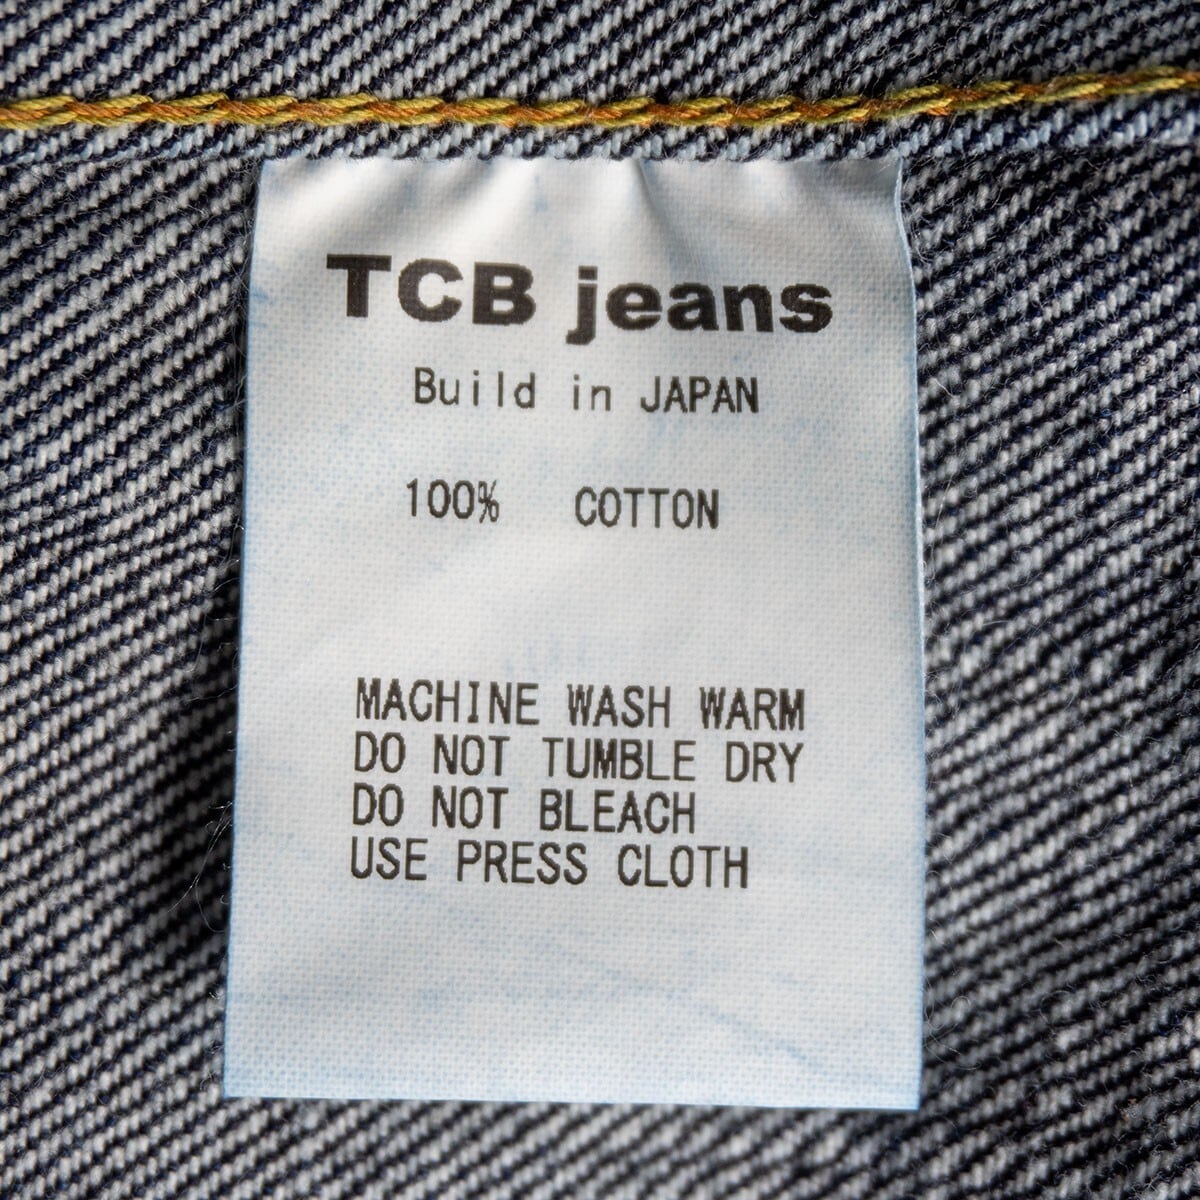 TCB jeans
Build in JAPAN
100% COTTON
MACHINE WASH WARM
DO NOT TUMBLE DRY
DO NOT BLEACH
USE PRESS CLOTH